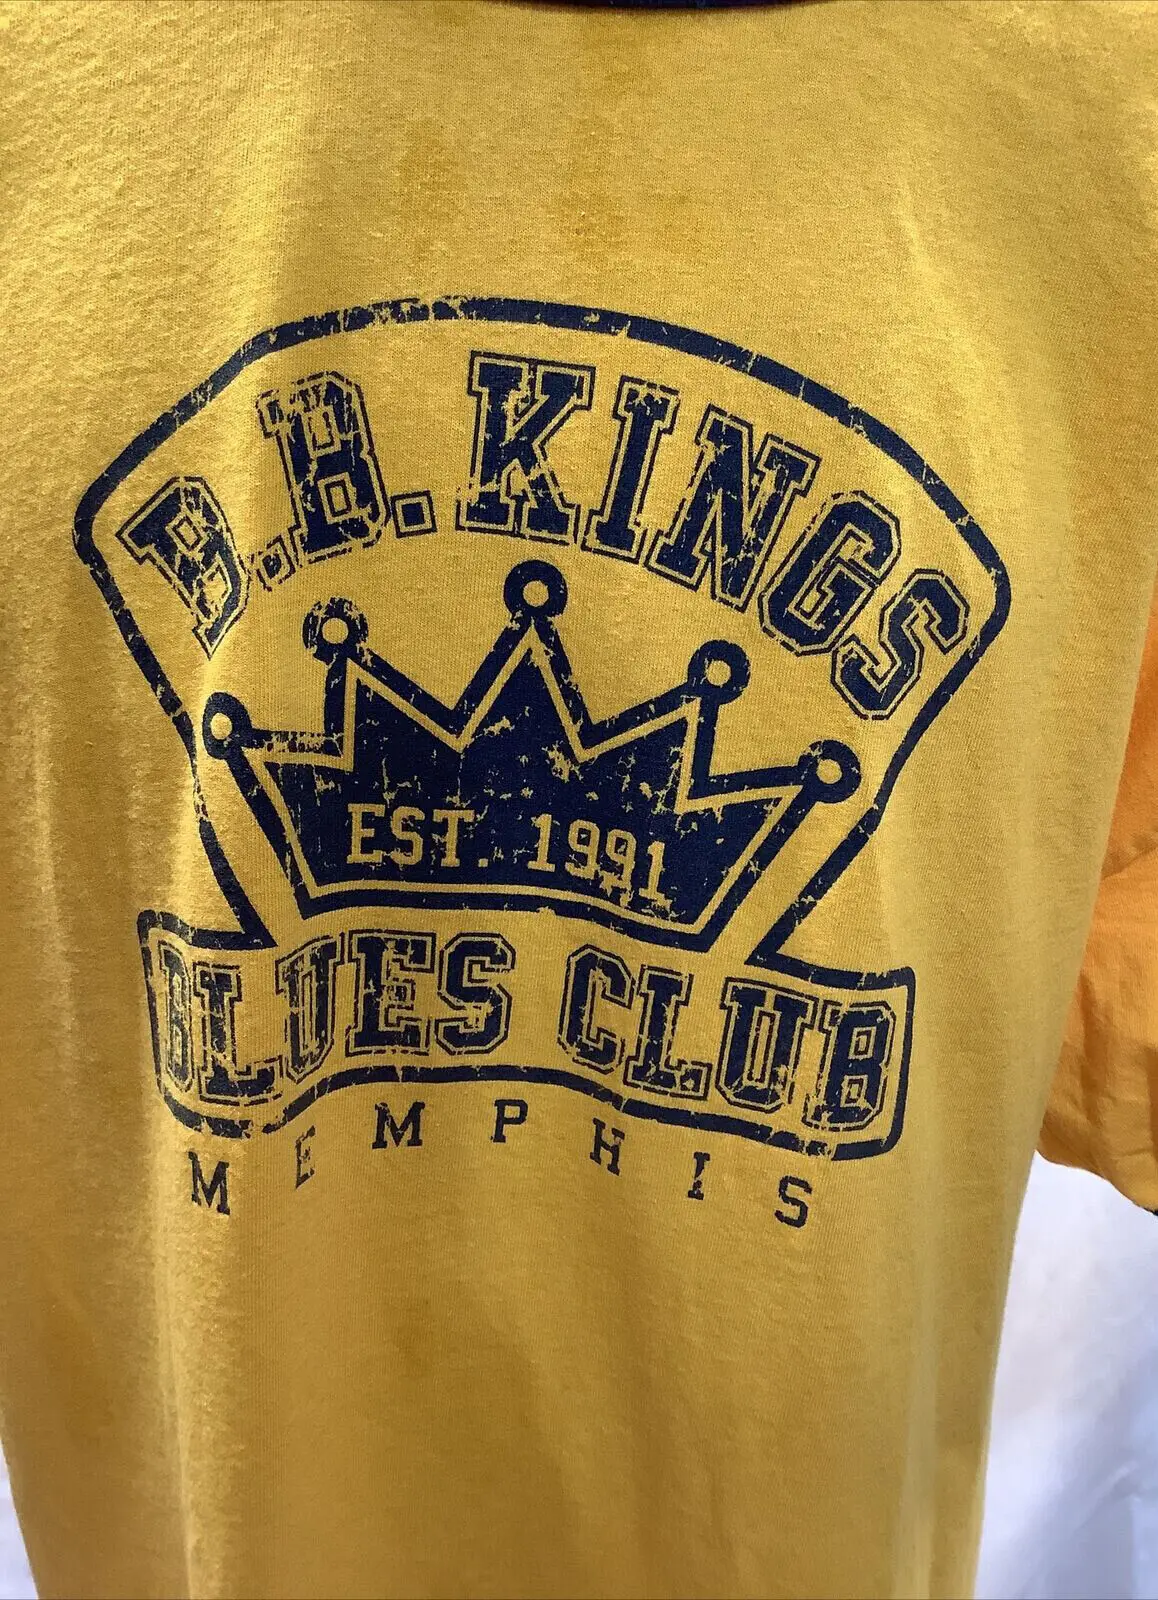 B.B. KINGS
EST. 1991
BLUES CLUB
MEMPHIS